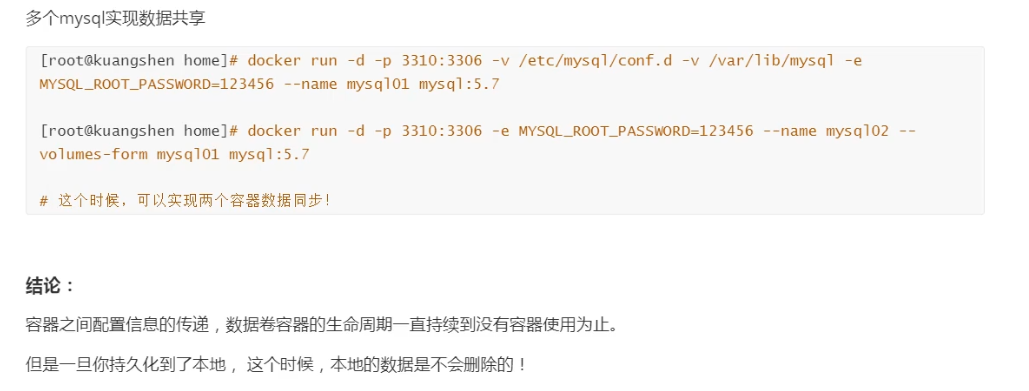 多个mysql实现数据共享
[root@kuangshen home]# docker run -d -p 3310:3306 -v /etc/mysql/conf.d -v /var/lib/mysql -e
MYSQL_ROOT_PASSWORD=123456 --name mysql01 mysql:5.7
[root@kuangshen home]# docker run -d -p 3310:3306 -e MYSQL_ROOT_PASSWORD=123456 --name mysql02 --
volumes-form mysql01 mysql:5.7
# 这个时候，可以实现两个容器数据同步！
结论：
容器之间配置信息的传递，数据卷容器的生命周期一直持续到没有容器使用为止。
但是一旦你持久化到了本地， 这个时候，本地的数据是不会删除的！